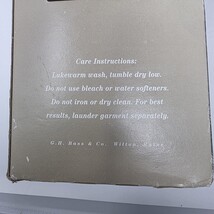 Care Instructions:
Lukewarm wash, tumble dry low.
Do not use bleach or water softeners.
Do not iron or dry clean. For best
results, launder garment separately.
G.H. Bass & Co. Wilton, Maine